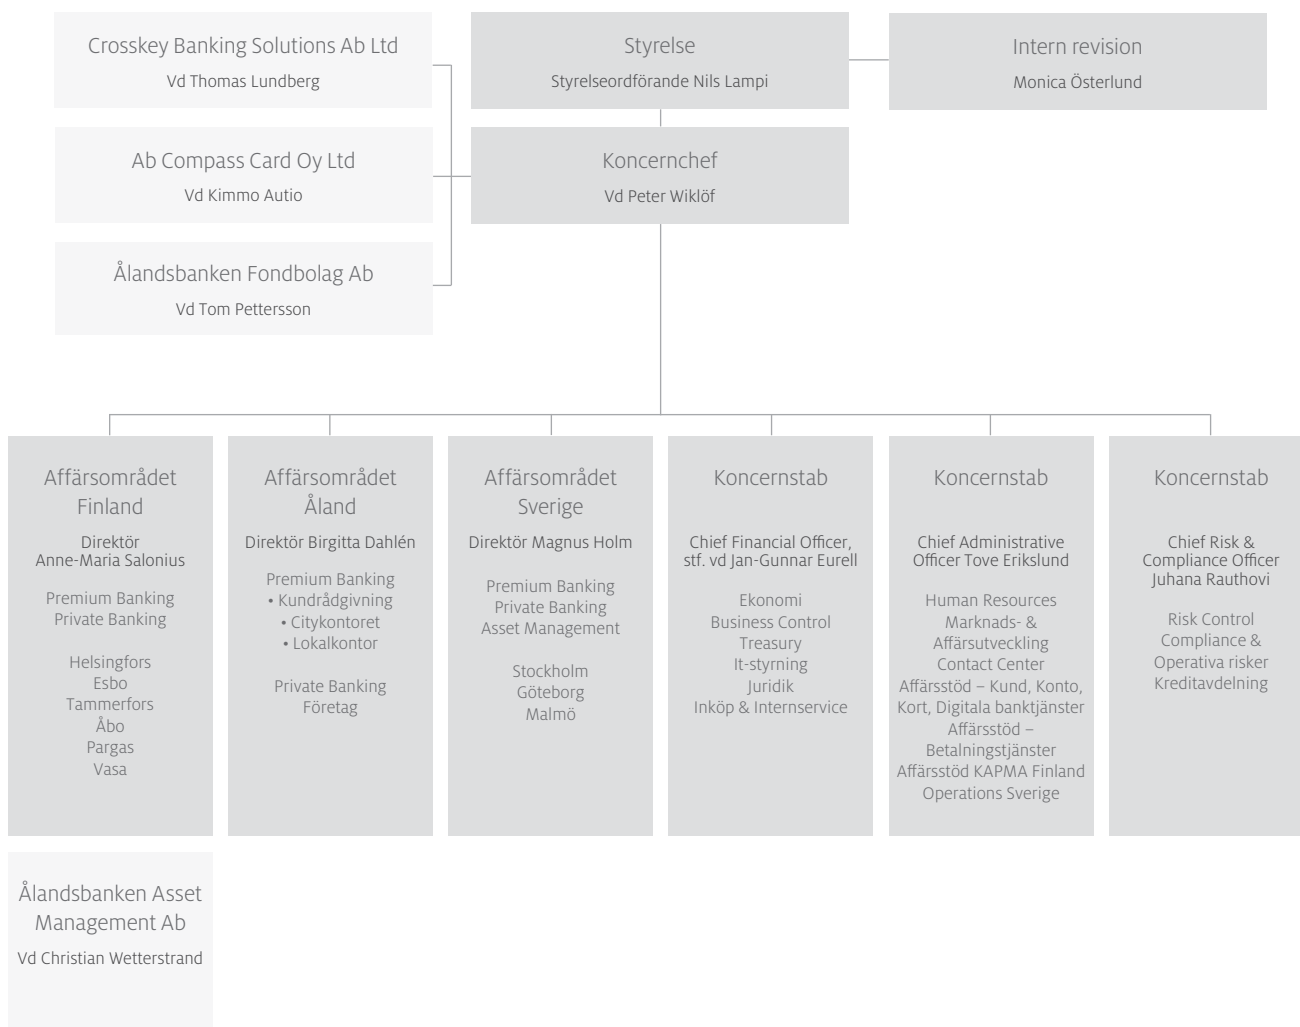 Crosskey Banking Solutions Ab Ltd
Vd Thomas Lundberg
Styrelse
Styrelseordförande Nils Lampi
Intern revision
Monica Österlund
Ab Compass Card Oy Ltd
Vd Kimmo Autio
Koncernchef
Vd Peter Wiklöf
Ålandsbanken Fondbolag Ab
Vd Tom Pettersson
Affärsområdet
Finland
Direktör
Anne-Maria Salonius
Premium Banking
Private Banking
Helsingfors
Esbo
Tammerfors
Åbo
Pargas
Vasa
Affärsområdet
Åland
Direktör Birgitta Dahlén
Premium Banking
• Kundrådgivning
• Citykontoret
• Lokalkontor
Private Banking
Företag
Affärsområdet
Sverige
Direktör Magnus Holm
Premium Banking
Private Banking
Asset Management
Stockholm
Göteborg
Malmö
Koncernstab
Chief Financial Officer,
stf. vd Jan-Gunnar Eurell
Ekonomi
Business Control
Treasury
It-styrning
Juridik
Inköp & Internservice
Koncernstab
Chief Administrative
Officer Tove Erikslund
Human Resources
Marknads- &
Affärsutveckling
Contact Center
Affärsstöd – Kund, Konto,
Kort, Digitala banktjänster
Affärsstöd –
Betalningstjänster
Affärsstöd KAPMA Finland
Operations Sverige
Koncernstab
Chief Risk &
Compliance Officer
Juhana Rauthovi
Risk Control
Compliance &
Operativa risker
Kreditavdelning
Ålandsbanken Asset
Management Ab
Vd Christian Wetterstrand